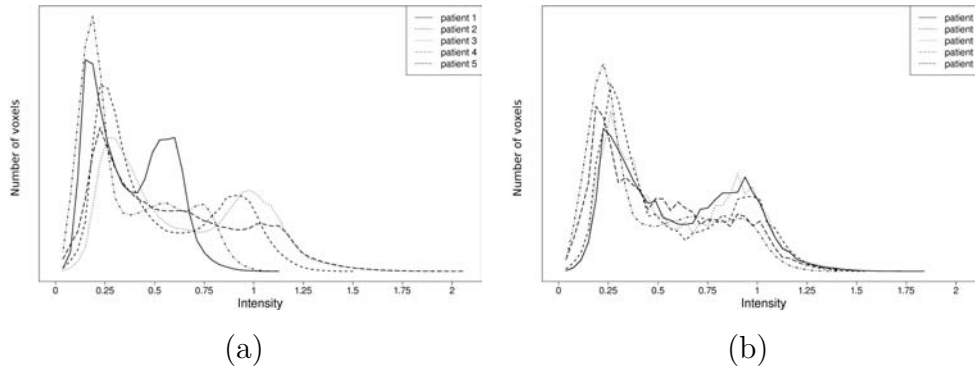 patient 1
patient 2
patient 3
patient 4
patient 5
Number of voxels
0 0.25 0.5 0.75 1 1.25 1.5 1.75 2
Intensity
(a)
patient
patient
patient
patient
patient
Number of voxels
0 0.25 0.5 0.75 1 1.25 1.5 1.75 2
Intensity
(b)